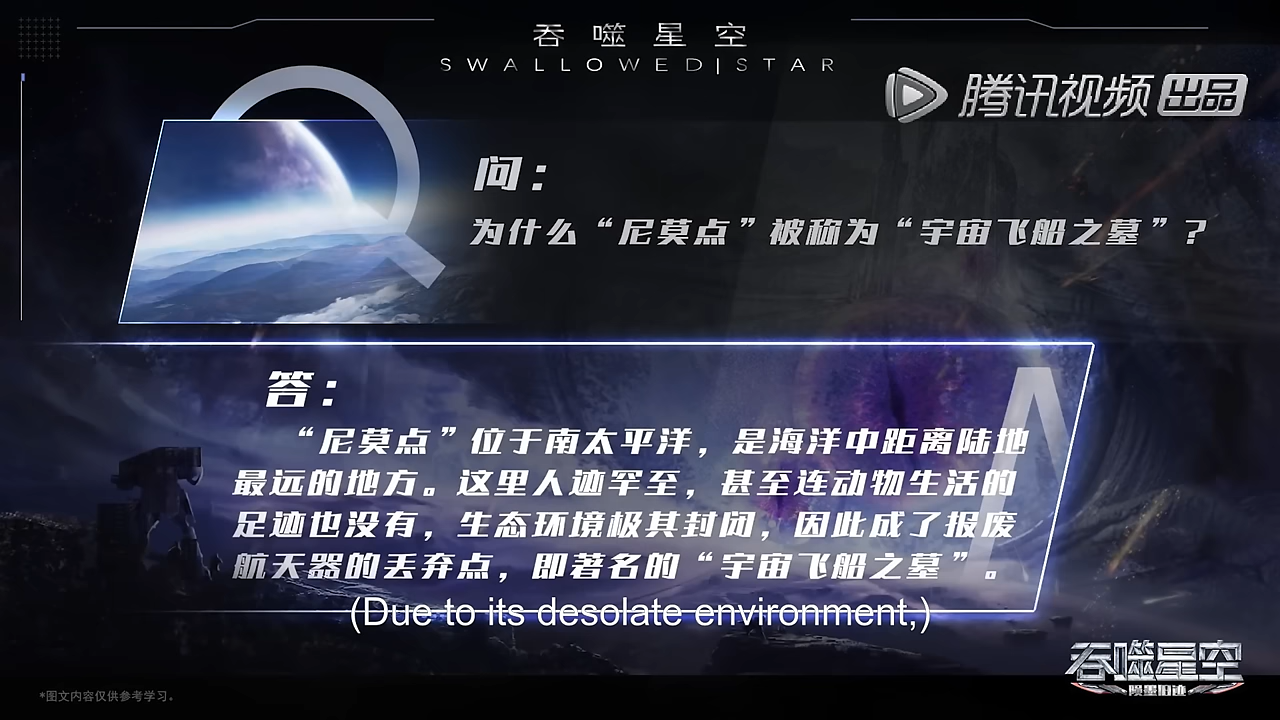 吞噬星空
SWALLOWED|STAR
腾讯视频 出品
问：
为什么“尼莫点”被称为“宇宙飞船之墓”？
答：
“尼莫点”位于南太平洋，是海洋中距离陆地
最远的地方。这里人迹罕至，甚至连动物生活的
足迹也没有，生态环境极其封闭，因此成了报废
航天器的丢弃点，即著名的“宇宙飞船之墓”。
(Due to its desolate environment,)
吞噬星空
*图文内容仅供参考学习。